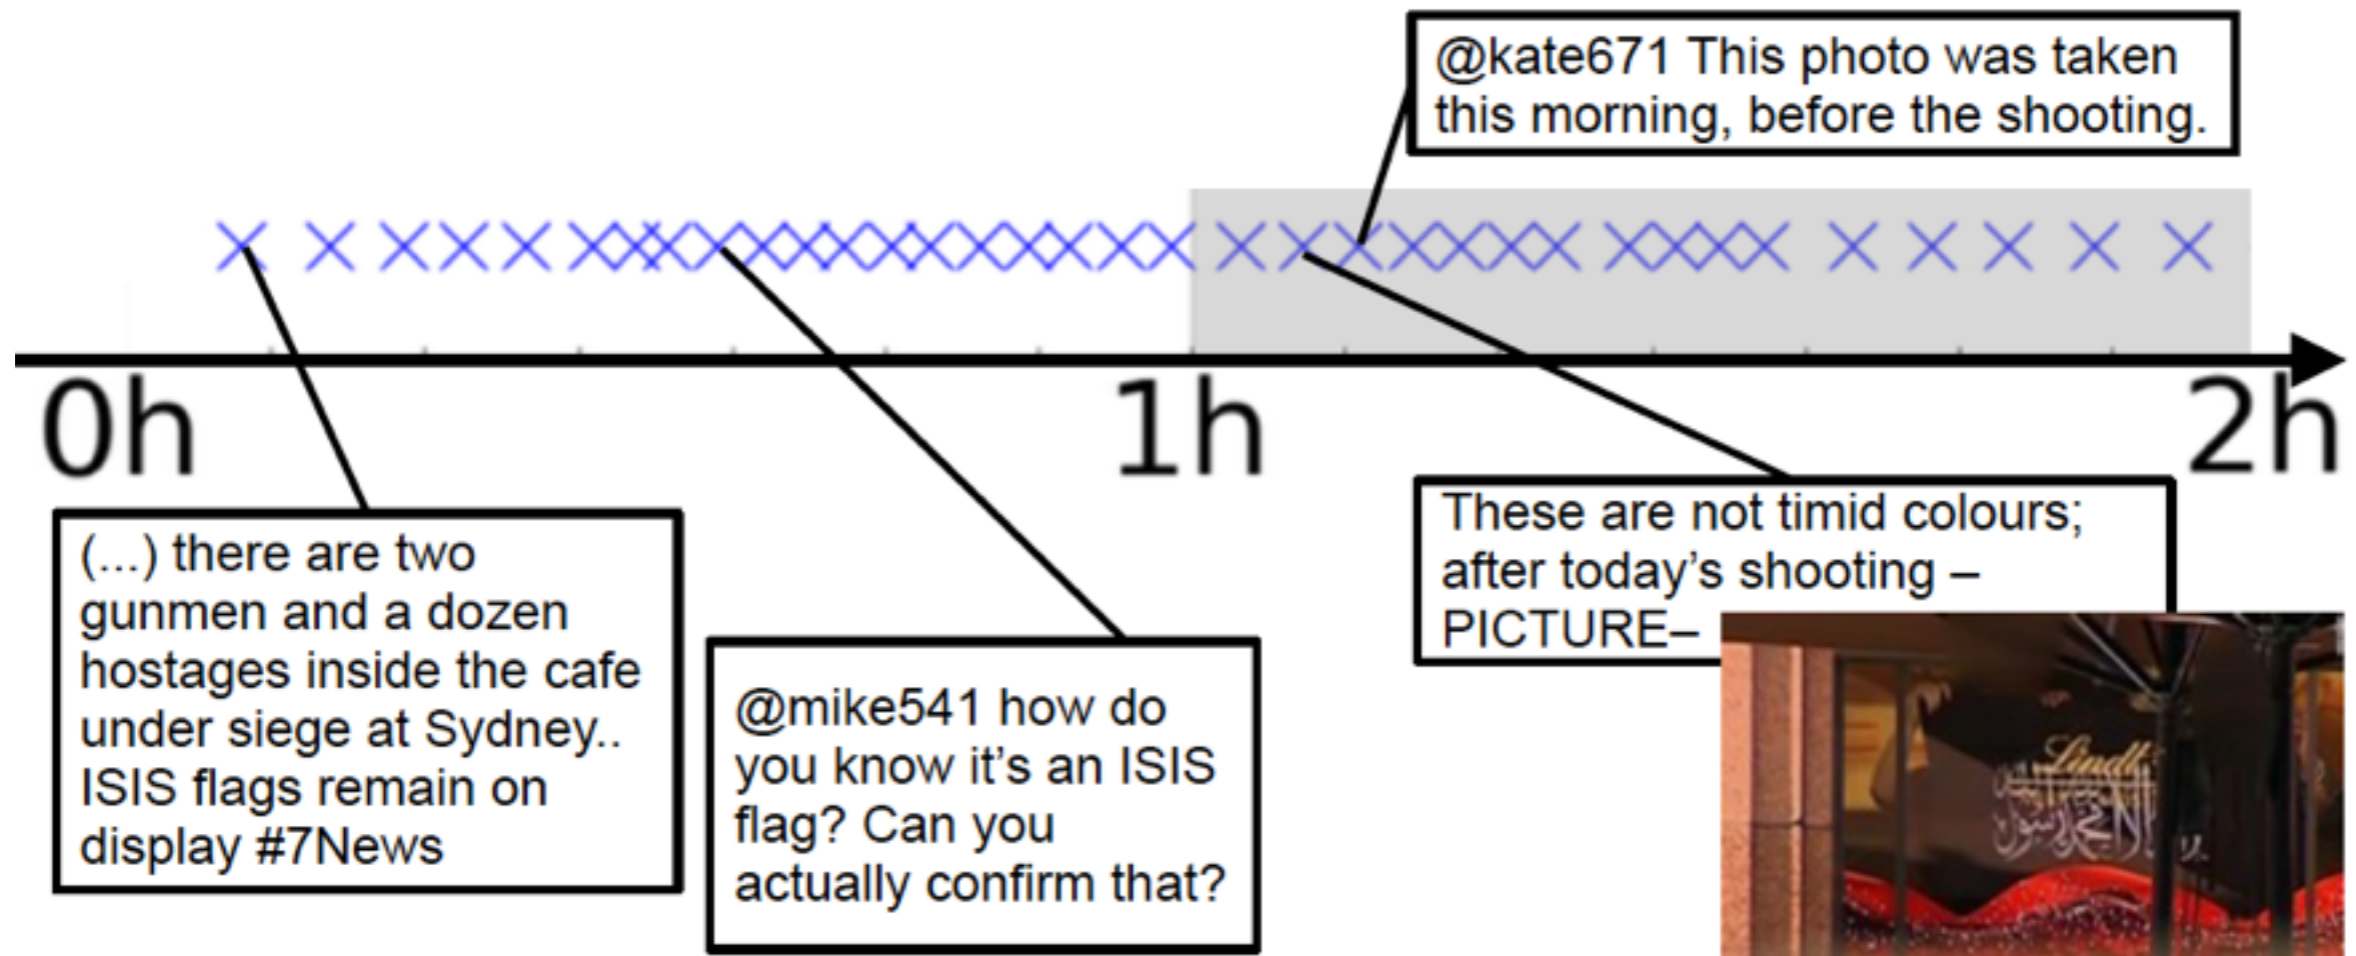 @kate671 This photo was taken
this morning, before the shooting.
0h
1h
2h
(...) there are two
gunmen and a dozen
hostages inside the cafe
under siege at Sydney..
ISIS flags remain on
display #7News
@mike541 how do
you know it’s an ISIS
flag? Can you
actually confirm that?
These are not timid colours;
after today’s shooting –
PICTURE–
Lindt